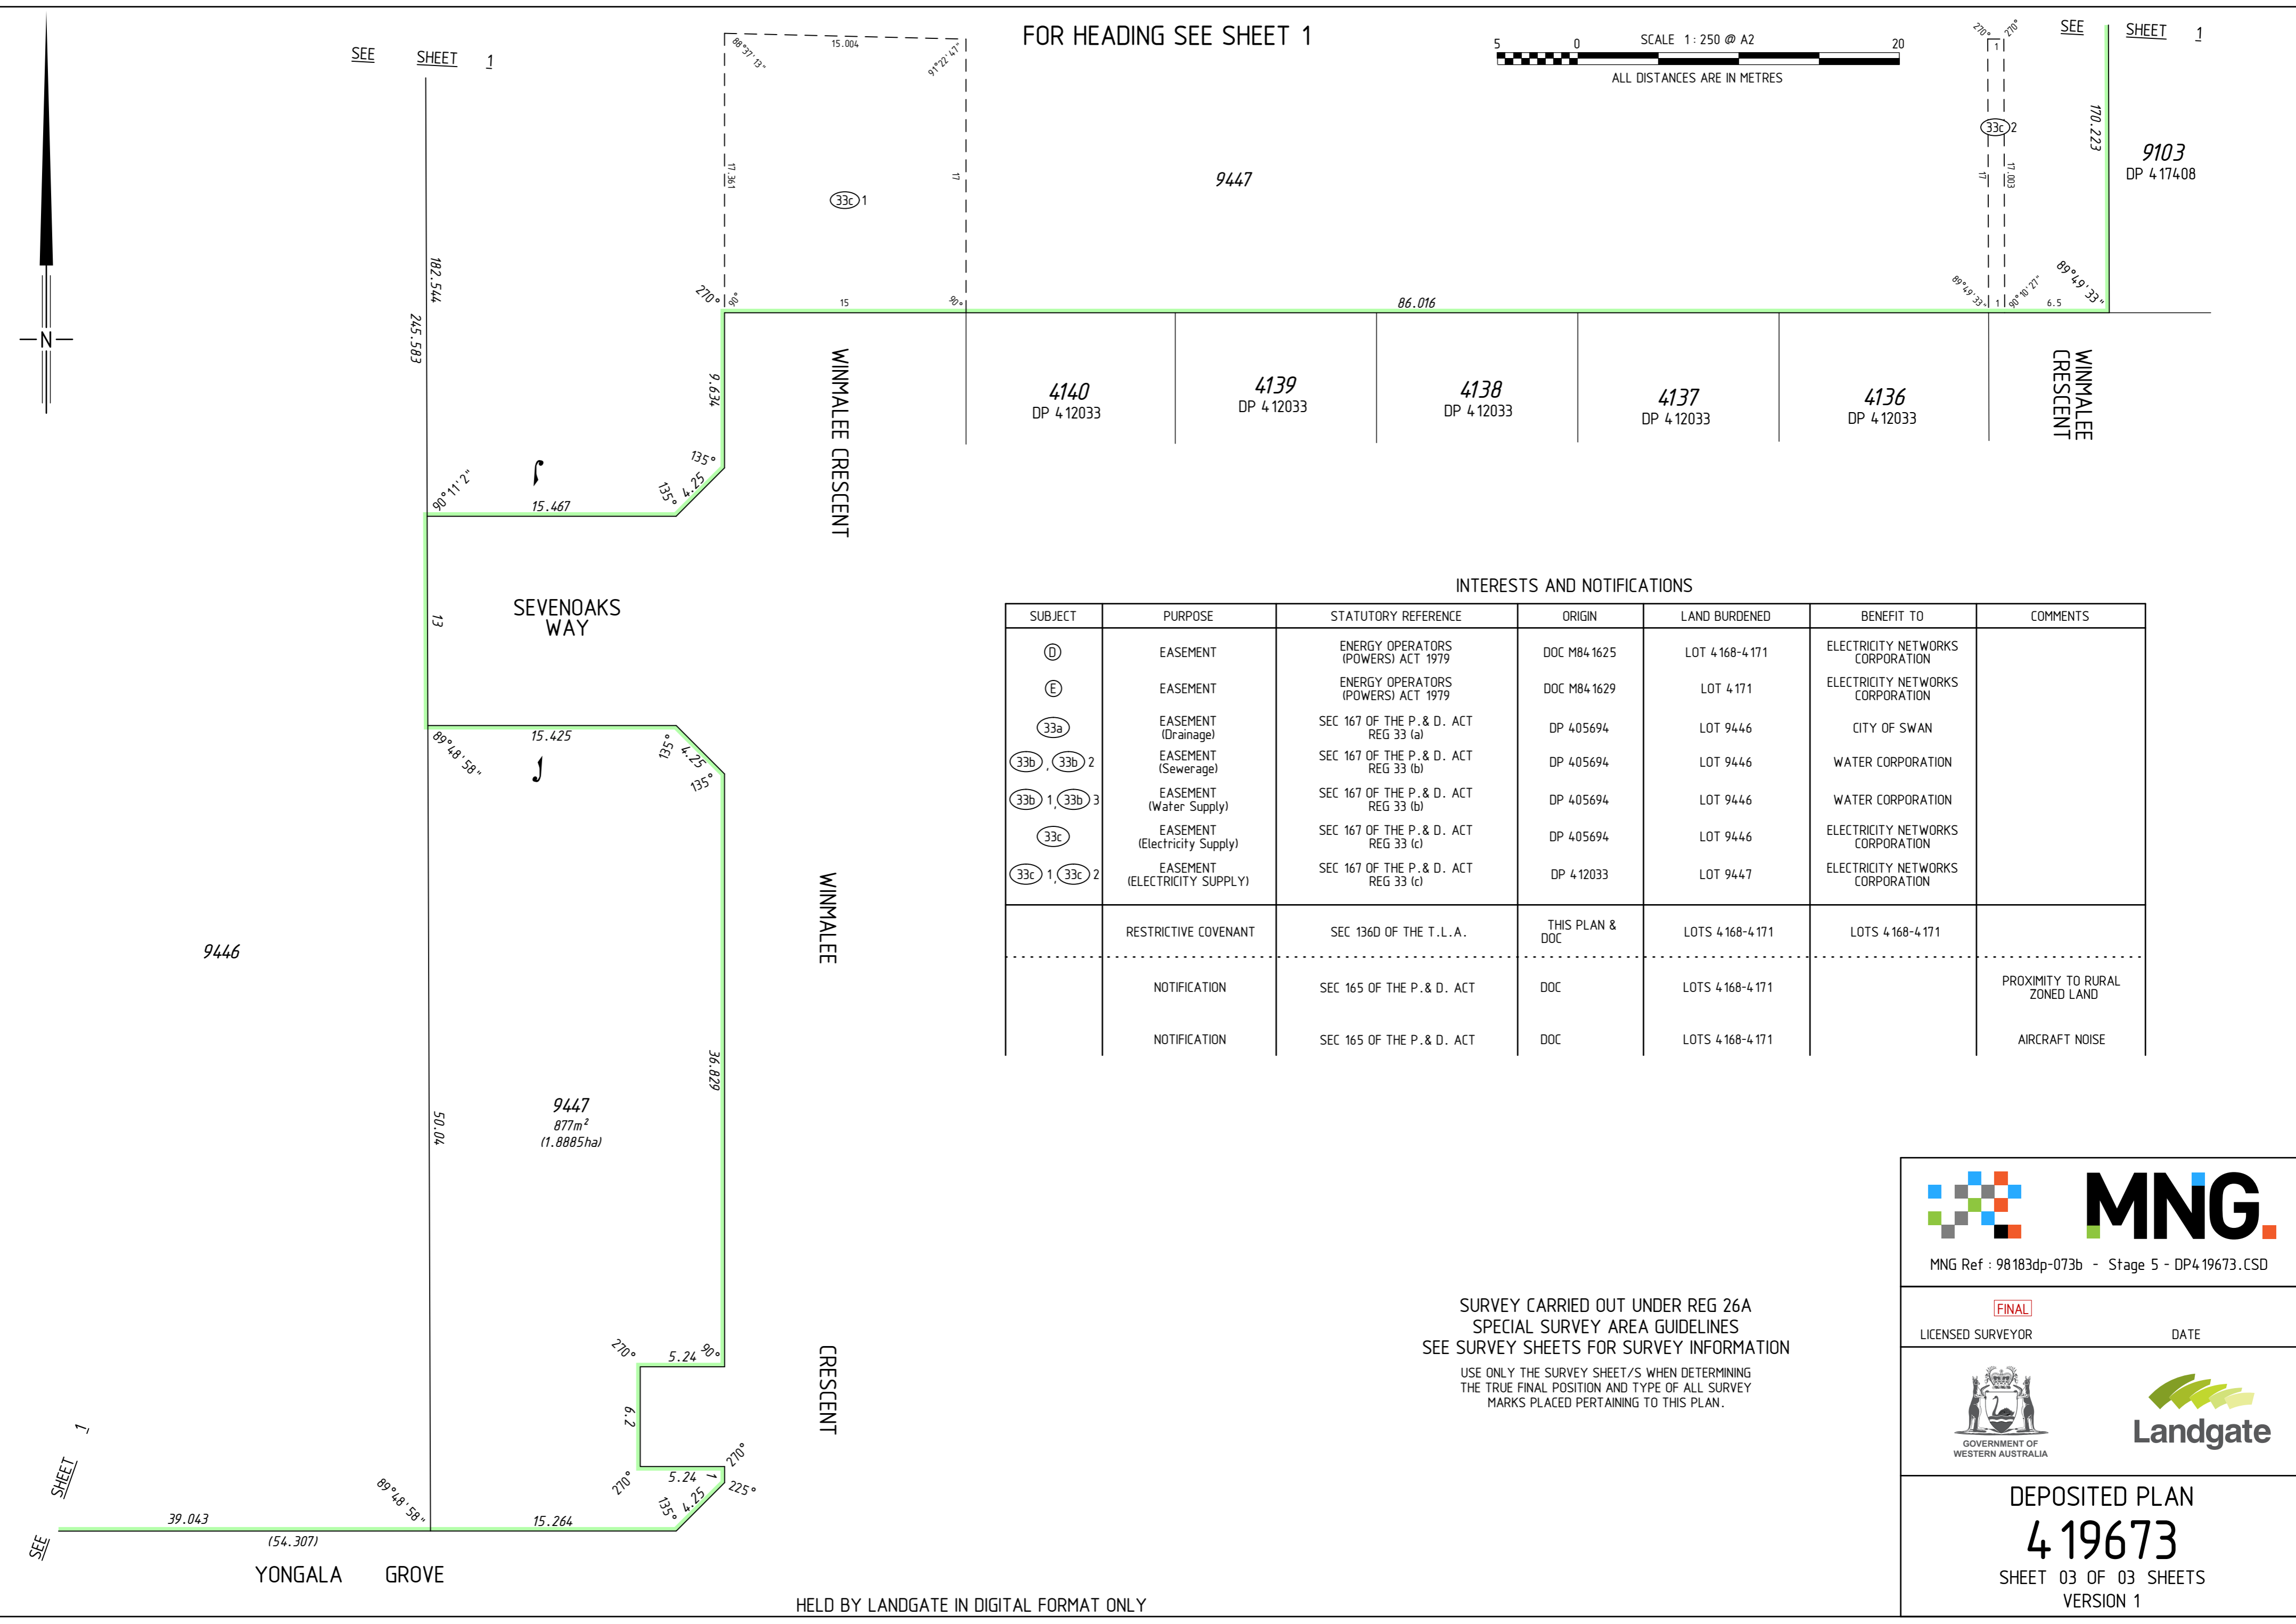 FOR HEADING SEE SHEET 1
SCALE 1:250 @ A2
5 0 20
ALL DISTANCES ARE IN METRES
SEE SHEET 1
SEE SHEET 1
N
88°37'13"
15.004
91°22'47"
17.361
17
33c 1
270°
90°
15
90°
9447
86.016
270° 270°
1
33c 2
17
17.003
89°49'33"
1
90°10'27"
6.5
89°49'33"
170.223
9103
DP 417408
182.544
245.583
9.634
WINMALEE CRESCENT
4140
DP 412033
4139
DP 412033
4138
DP 412033
4137
DP 412033
4136
DP 412033
WINMALEE
CRESCENT
135°
4.25
135°
90°11'2"
15.467
SEVENOAKS
WAY
13
15.425
89°48'58"
135°
4.25
135°
INTERESTS AND NOTIFICATIONS
SUBJECT PURPOSE STATUTORY REFERENCE ORIGIN LAND BURDENED BENEFIT TO COMMENTS
D EASEMENT ENERGY OPERATORS (POWERS) ACT 1979 DOC M841625 LOT 4168-4171 ELECTRICITY NETWORKS CORPORATION
E EASEMENT ENERGY OPERATORS (POWERS) ACT 1979 DOC M841629 LOT 4171 ELECTRICITY NETWORKS CORPORATION
33a EASEMENT (Drainage) SEC 167 OF THE P.& D. ACT REG 33 (a) DP 405694 LOT 9446 CITY OF SWAN
33b , 33b 2 EASEMENT (Sewerage) SEC 167 OF THE P.& D. ACT REG 33 (b) DP 405694 LOT 9446 WATER CORPORATION
33b 1, 33b 3 EASEMENT (Water Supply) SEC 167 OF THE P.& D. ACT REG 33 (b) DP 405694 LOT 9446 WATER CORPORATION
33c EASEMENT (Electricity Supply) SEC 167 OF THE P.& D. ACT REG 33 (c) DP 405694 LOT 9446 ELECTRICITY NETWORKS CORPORATION
33c 1, 33c 2 EASEMENT (ELECTRICITY SUPPLY) SEC 167 OF THE P.& D. ACT REG 33 (c) DP 412033 LOT 9447 ELECTRICITY NETWORKS CORPORATION
RESTRICTIVE COVENANT SEC 136D OF THE T.L.A. THIS PLAN & DOC LOTS 4168-4171 LOTS 4168-4171
NOTIFICATION SEC 165 OF THE P.& D. ACT DOC LOTS 4168-4171 PROXIMITY TO RURAL ZONED LAND
NOTIFICATION SEC 165 OF THE P.& D. ACT DOC LOTS 4168-4171 AIRCRAFT NOISE
9446
WINMALEE
CRESCENT
36.829
50.04
9447
877m²
(1.8885ha)
270°
5.24
90°
6.2
270°
5.24
1
270°
225°
135°
4.25
SEE SHEET 1
39.043
89°48'58"
15.264
(54.307)
YONGALA GROVE
SURVEY CARRIED OUT UNDER REG 26A
SPECIAL SURVEY AREA GUIDELINES
SEE SURVEY SHEETS FOR SURVEY INFORMATION
USE ONLY THE SURVEY SHEET/S WHEN DETERMINING
THE TRUE FINAL POSITION AND TYPE OF ALL SURVEY
MARKS PLACED PERTAINING TO THIS PLAN.
MNG.
MNG Ref : 98183dp-073b - Stage 5 - DP419673.CSD
FINAL
LICENSED SURVEYOR DATE
GOVERNMENT OF
WESTERN AUSTRALIA
Landgate
DEPOSITED PLAN
419673
SHEET 03 OF 03 SHEETS
VERSION 1
HELD BY LANDGATE IN DIGITAL FORMAT ONLY